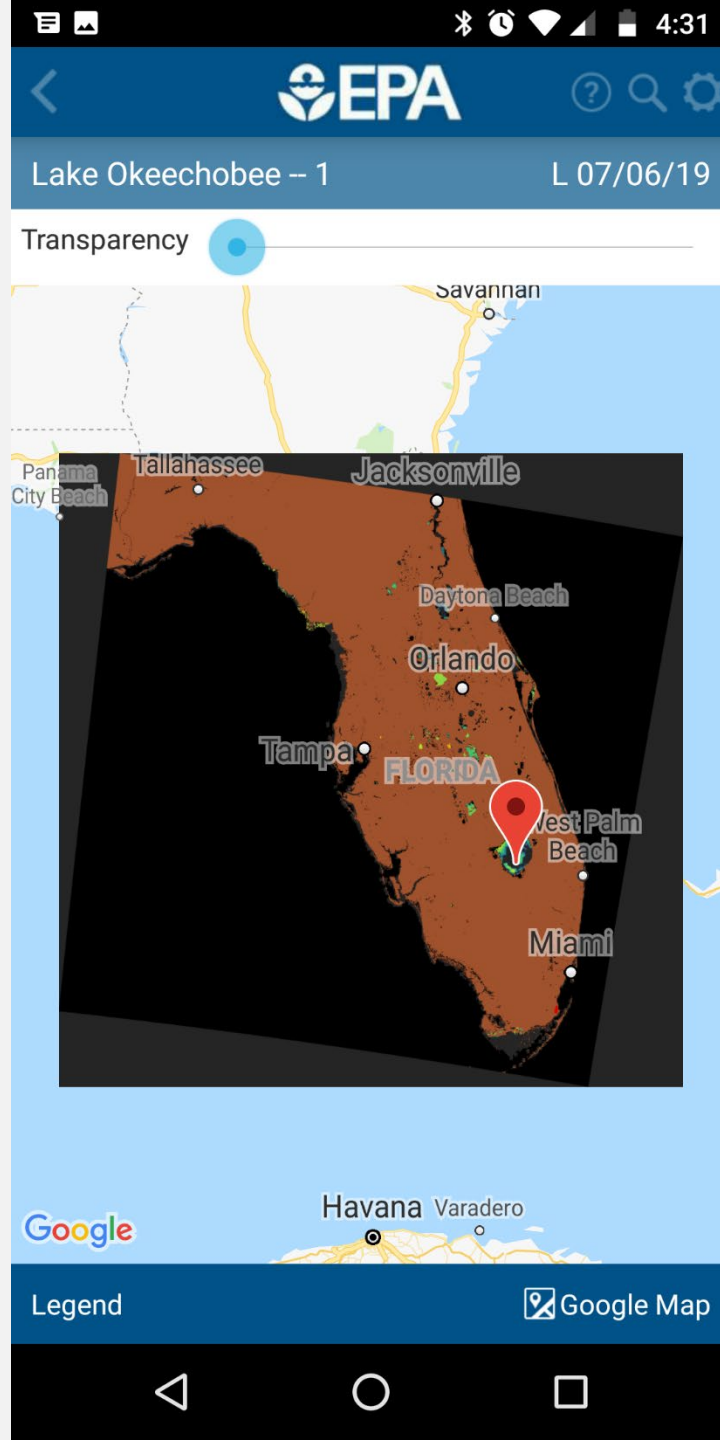 4:31
EPA
Lake Okeechobee -- 1
L 07/06/19
Transparency
Savannah
Panama
City Beach
Tallahassee
Jacksonville
Daytona Beach
Orlando
Tampa
FLORIDA
West Palm
Beach
Miami
Havana
Varadero
Google
Legend
Google Map